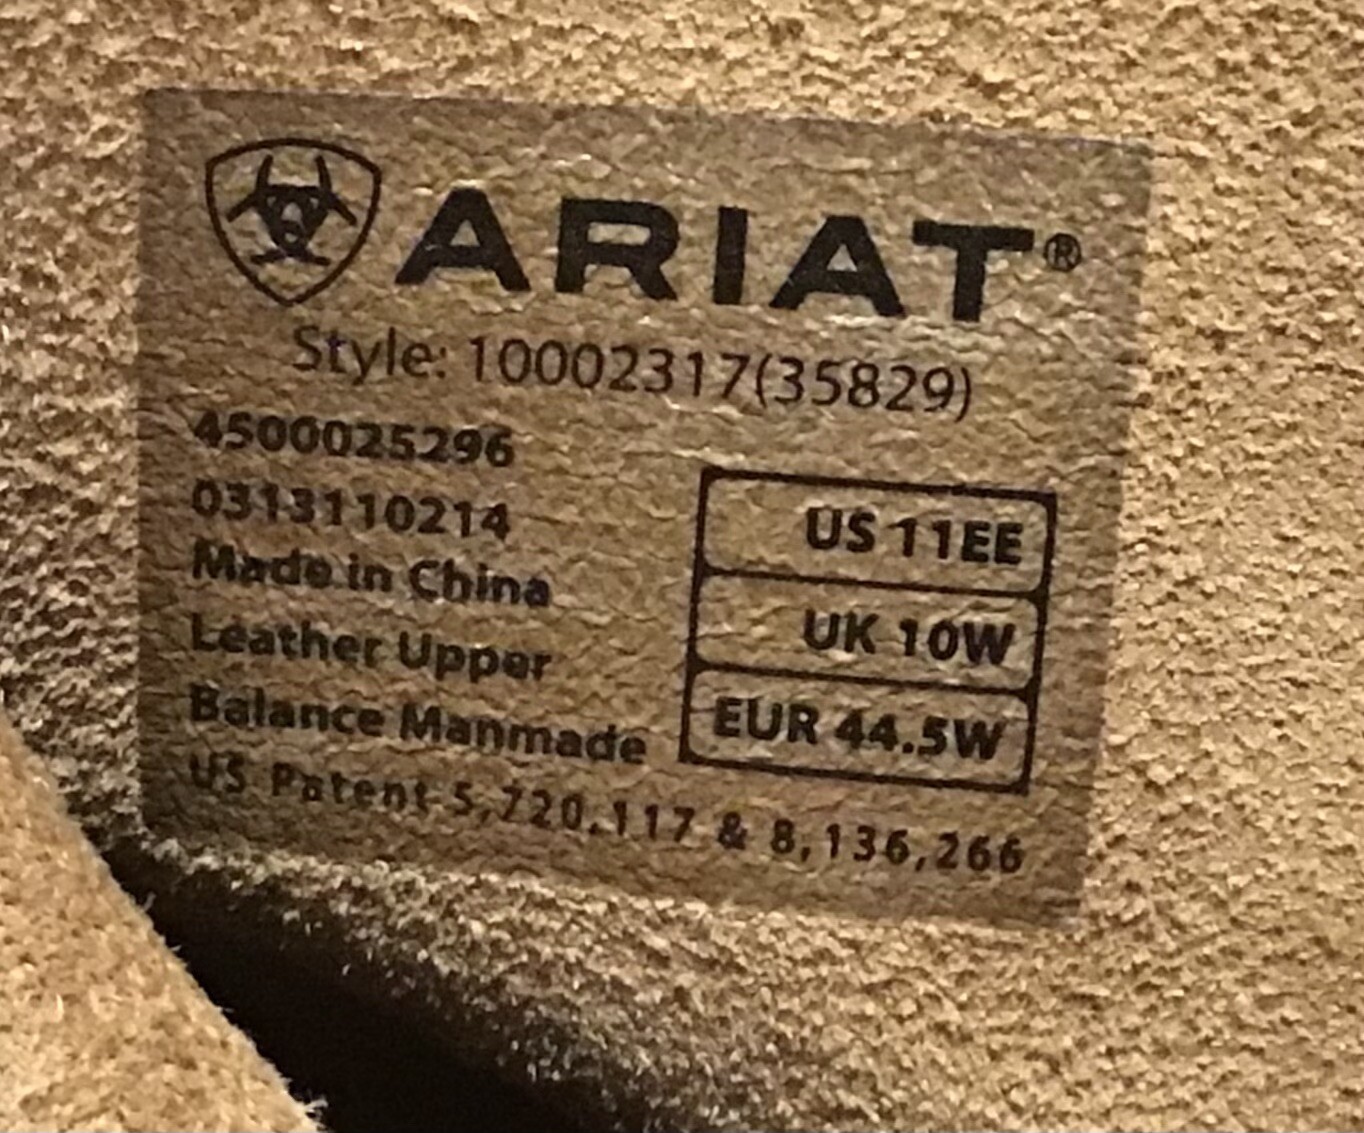 ARIAT®
Style: 10002317(35829)
4500025296
0313110214
Made in China
Leather Upper
Balance Manmade
US 11EE
UK 10W
EUR 44.5W
US Patent 5,720,117 & 8,136,266